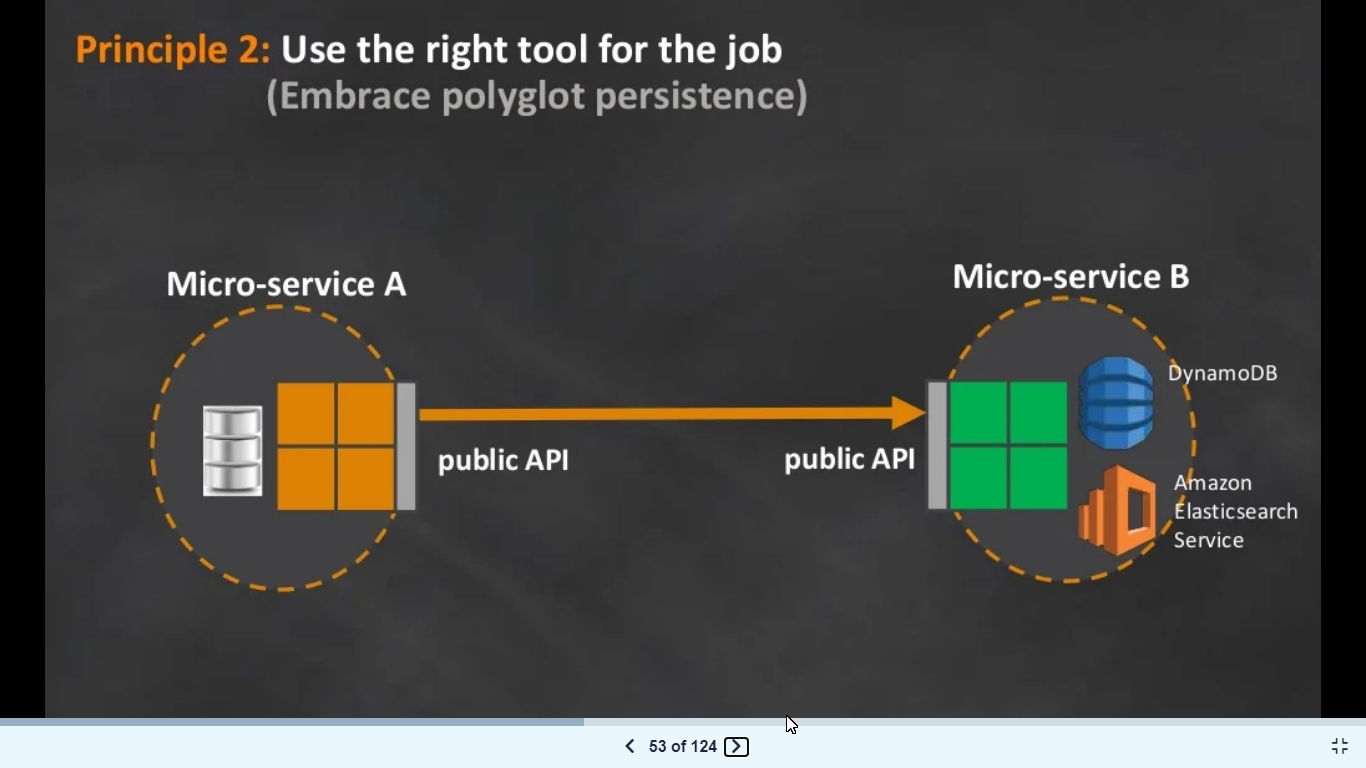 Principle 2: Use the right tool for the job
(Embrace polyglot persistence)
Micro-service A
Micro-service B
DynamoDB
public API
public API
Amazon
Elasticsearch
Service
53 of 124